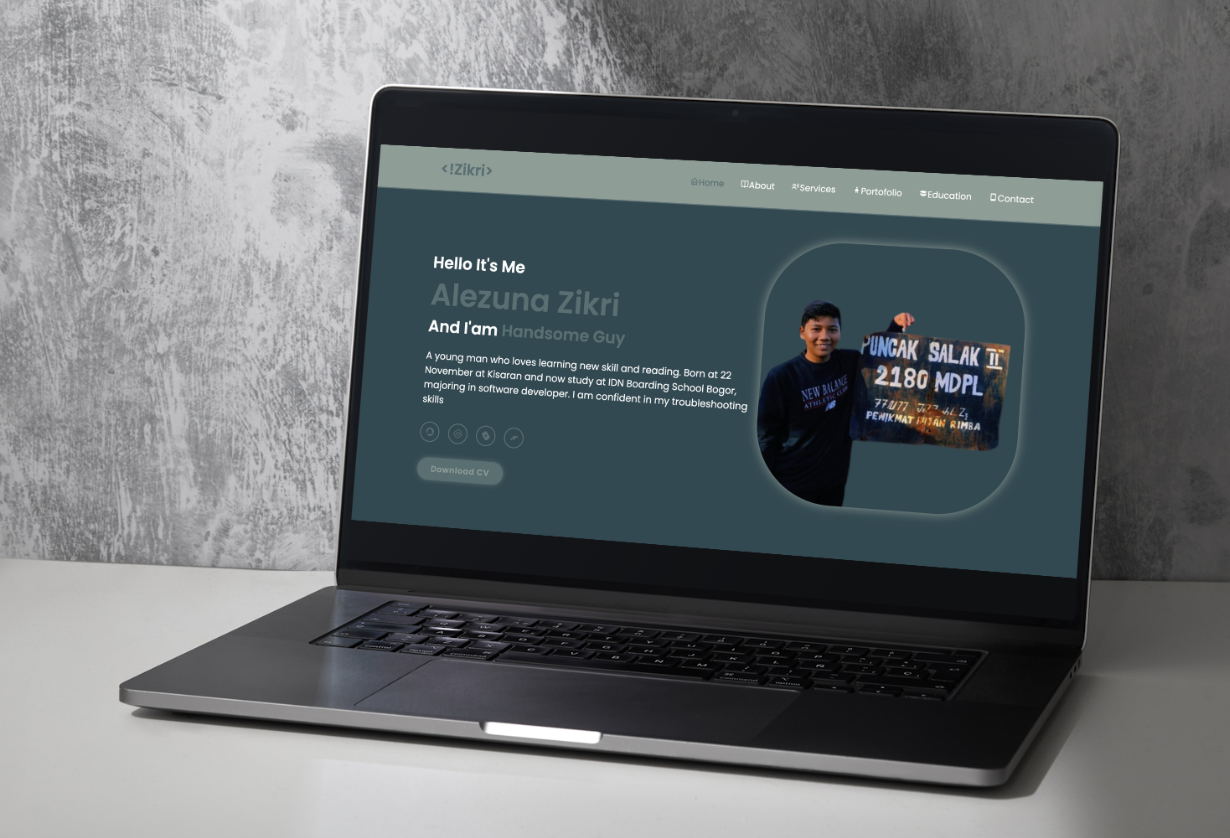 <!Zikri>
Home About Services Portofolio Education Contact
Hello It's Me
Alezuna Zikri
And I'am Handsome Guy
A young man who loves learning new skill and reading. Born at 22
November at Kisaran and now study at IDN Boarding School Bogor,
majoring in software developer. I am confident in my troubleshooting
skills
Download CV
NEW BALANCE
ATHLETIC CLUB
PUNCAK SALAK II
2180 MDPL
PENIKMAT HUTAN RIMBA